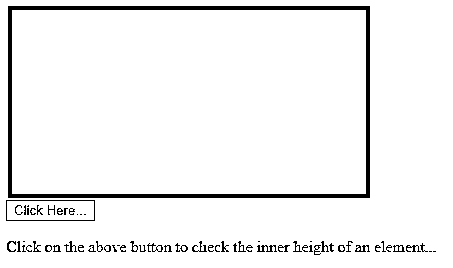 Click Here...
Click on the above button to check the inner height of an element...